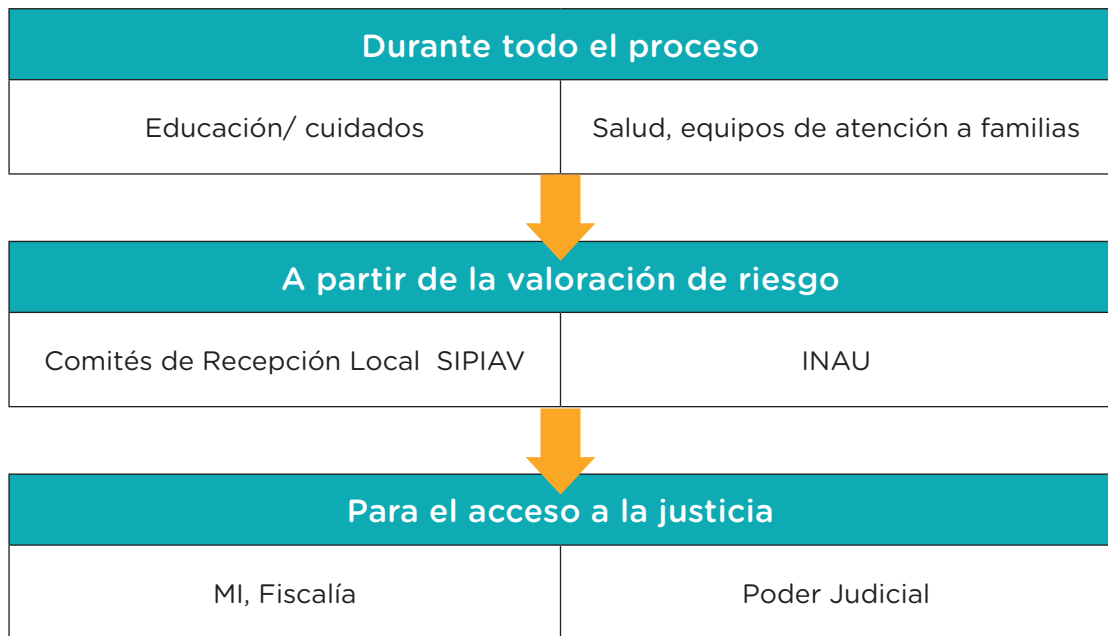 Durante todo el proceso
Educación/ cuidados
Salud, equipos de atención a familias
A partir de la valoración de riesgo
Comités de Recepción Local  SIPIAV
INAU
Para el acceso a la justicia
MI, Fiscalía
Poder Judicial